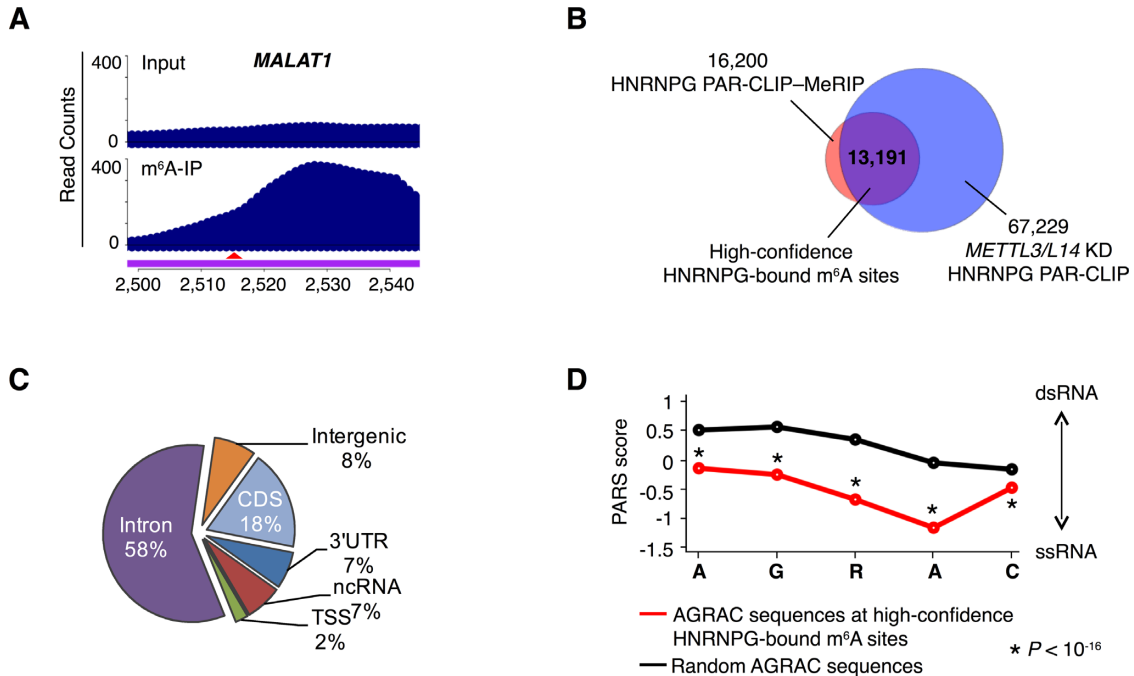 A
MALAT1
Input
400
0
m⁶A-IP
400
0
Read Counts
2,500 2,510 2,520 2,530 2,540
B
16,200
HNRNPG PAR-CLIP–MeRIP
13,191
High-confidence
HNRNPG-bound m⁶A sites
67,229
METTL3/L14 KD
HNRNPG PAR-CLIP
C
Intergenic
8%
CDS
18%
Intron
58%
3'UTR
7%
ncRNA
7%
TSS
2%
D
PARS score
1
0.5
0
-0.5
-1
-1.5
* * * * *
A G R A C
dsRNA
ssRNA
AGRAC sequences at high-confidence
HNRNPG-bound m⁶A sites
Random AGRAC sequences
* P < 10⁻¹⁶